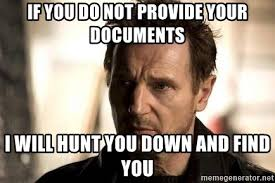 IF YOU DO NOT PROVIDE YOUR
DOCUMENTS
I WILL HUNT YOU DOWN AND FIND
YOU
memegenerator.net